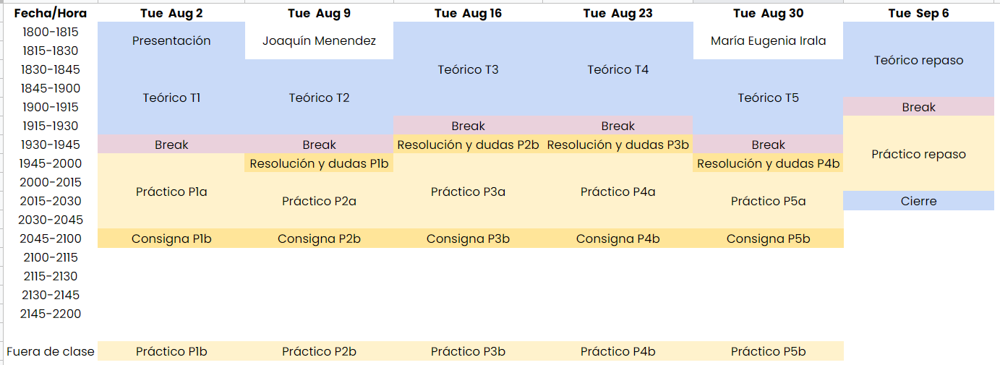 Fecha/Hora Tue Aug 2 Tue Aug 9 Tue Aug 16 Tue Aug 23 Tue Aug 30 Tue Sep 6
1800-1815
Presentación Joaquín Menendez María Eugenia Irala
1815-1830
Teórico repaso
1830-1845 Teórico T3 Teórico T4
1845-1900
Teórico T1 Teórico T2 Teórico T5
1900-1915 Break
1915-1930 Break Break
1930-1945 Break Break Resolución y dudas P2b Resolución y dudas P3b Break
Práctico repaso
1945-2000 Resolución y dudas P1b Resolución y dudas P4b
2000-2015
Práctico P1a Práctico P3a Práctico P4a
2015-2030 Práctico P2a Práctico P5a Cierre
2030-2045
2045-2100 Consigna P1b Consigna P2b Consigna P3b Consigna P4b Consigna P5b
2100-2115
2115-2130
2130-2145
2145-2200
Fuera de clase Práctico P1b Práctico P2b Práctico P3b Práctico P4b Práctico P5b